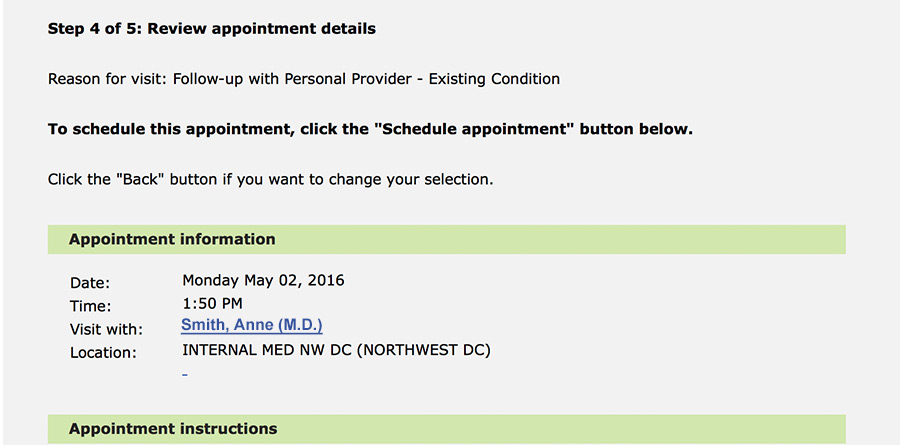 Step 4 of 5: Review appointment details
Reason for visit: Follow-up with Personal Provider - Existing Condition
To schedule this appointment, click the "Schedule appointment" button below.
Click the "Back" button if you want to change your selection.
Appointment information
Date: Monday May 02, 2016
Time: 1:50 PM
Visit with: Smith, Anne (M.D.)
Location: INTERNAL MED NW DC (NORTHWEST DC)
-
Appointment instructions